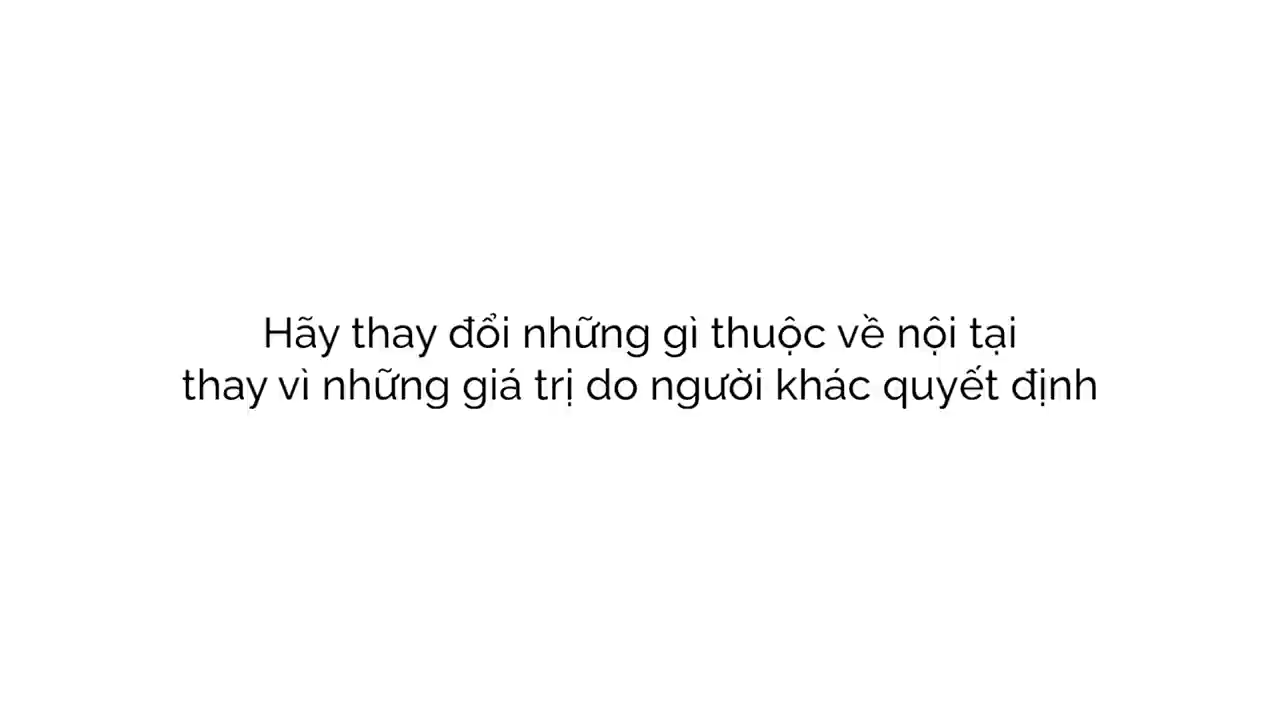 Hãy thay đổi những gì thuộc về nội tại
thay vì những giá trị do người khác quyết định